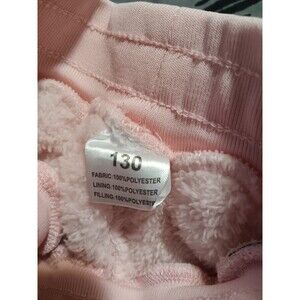 130
FABRIC:100%POLYESTER
LINING:100%POLYESTER
FILLING:100%POLYESTER